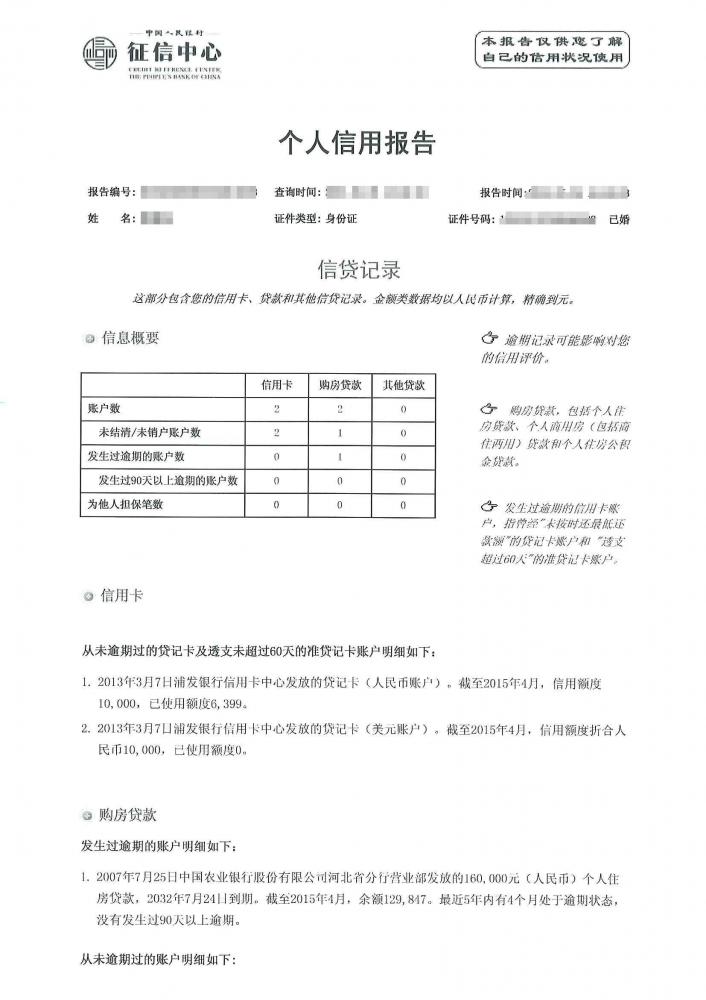 中国人民银行
征信中心
CREDIT REFERENCE CENTER,
THE PEOPLE'S BANK OF CHINA
本报告仅供您了解
自己的信用状况使用
个人信用报告
报告编号: 查询时间: 报告时间:
姓 名: 证件类型: 身份证 证件号码: 已婚
信贷记录
这部分包含您的信用卡、贷款和其他信贷记录。金额类数据均以人民币计算，精确到元。
信息概要
信用卡 购房贷款 其他贷款
账户数 2 2 0
未结清/未销户账户数 2 1 0
发生过逾期的账户数 0 1 0
发生过90天以上逾期的账户数 0 0 0
为他人担保笔数 0 0 0
逾期记录可能影响对您
的信用评价。
购房贷款，包括个人住
房贷款、个人商用房（包括商
住两用）贷款和个人住房公积
金贷款。
发生过逾期的信用卡账
户，指曾经"未按时还最低还
款额"的贷记卡账户和"透支
超过60天"的准贷记卡账户。
信用卡
从未逾期过的贷记卡及透支未超过60天的准贷记卡账户明细如下:
1. 2013年3月7日浦发银行信用卡中心发放的贷记卡（人民币账户）。截至2015年4月，信用额度
10,000，已使用额度6,399。
2. 2013年3月7日浦发银行信用卡中心发放的贷记卡（美元账户）。截至2015年4月，信用额度折合人
民币10,000，已使用额度0。
购房贷款
发生过逾期的账户明细如下:
1. 2007年7月25日中国农业银行股份有限公司河北省分行营业部发放的160,000元（人民币）个人住
房贷款，2032年7月24日到期。截至2015年4月，余额129,847。最近5年内有4个月处于逾期状态，
没有发生过90天以上逾期。
从未逾期过的账户明细如下: